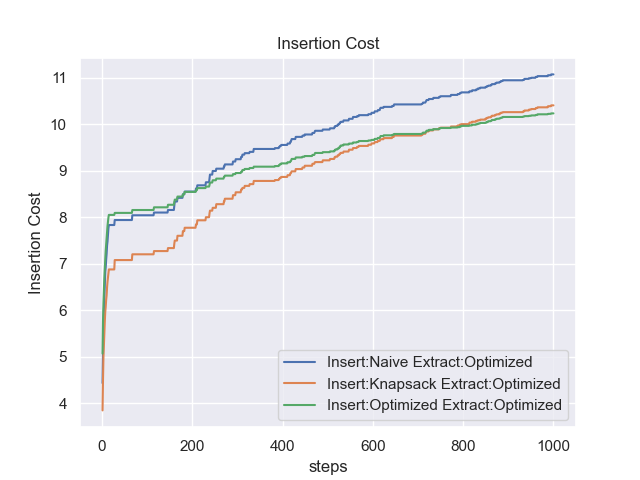 Insertion Cost
11
10
9
8
7
6
5
4
Insertion Cost
0 200 400 600 800 1000
steps
Insert:Naive Extract:Optimized
Insert:Knapsack Extract:Optimized
Insert:Optimized Extract:Optimized